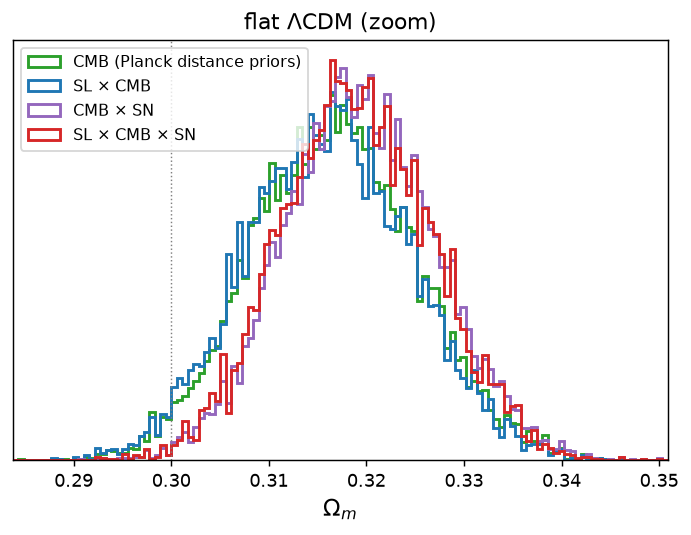 flat ΛCDM (zoom)
CMB (Planck distance priors)
SL × CMB
CMB × SN
SL × CMB × SN
0.29 0.30 0.31 0.32 0.33 0.34 0.35
Ωm